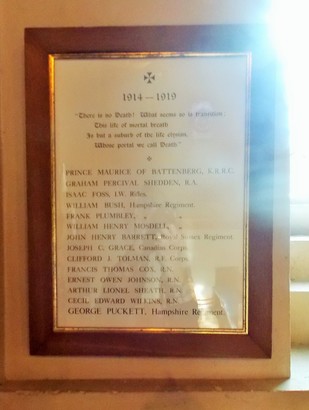 1914 — 1919
"There is no Death! What seems so is transition;
This life of mortal breath
Is but a suburb of the life elysian,
Whose portal we call Death."
PRINCE MAURICE OF BATTENBERG, K.R.R.C.
GRAHAM PERCIVAL SHEDDEN, R.A.
ISAAC FOSS, I.W. Rifles.
WILLIAM BUSH, Hampshire Regiment.
FRANK PLUMBLEY, " "
WILLIAM HENRY MOSDELL, " "
JOHN HENRY BARRETT, Royal Sussex Regiment.
JOSEPH C. GRACE, Canadian Corps.
CLIFFORD J. TOLMAN, R.E. Corps.
FRANCIS THOMAS COX, R.N.
ERNEST OWEN JOHNSON, R.N.
ARTHUR LIONEL SHEATH, R.N.
CECIL EDWARD WILKINS, R.N.
GEORGE PUCKETT, Hampshire Regiment.